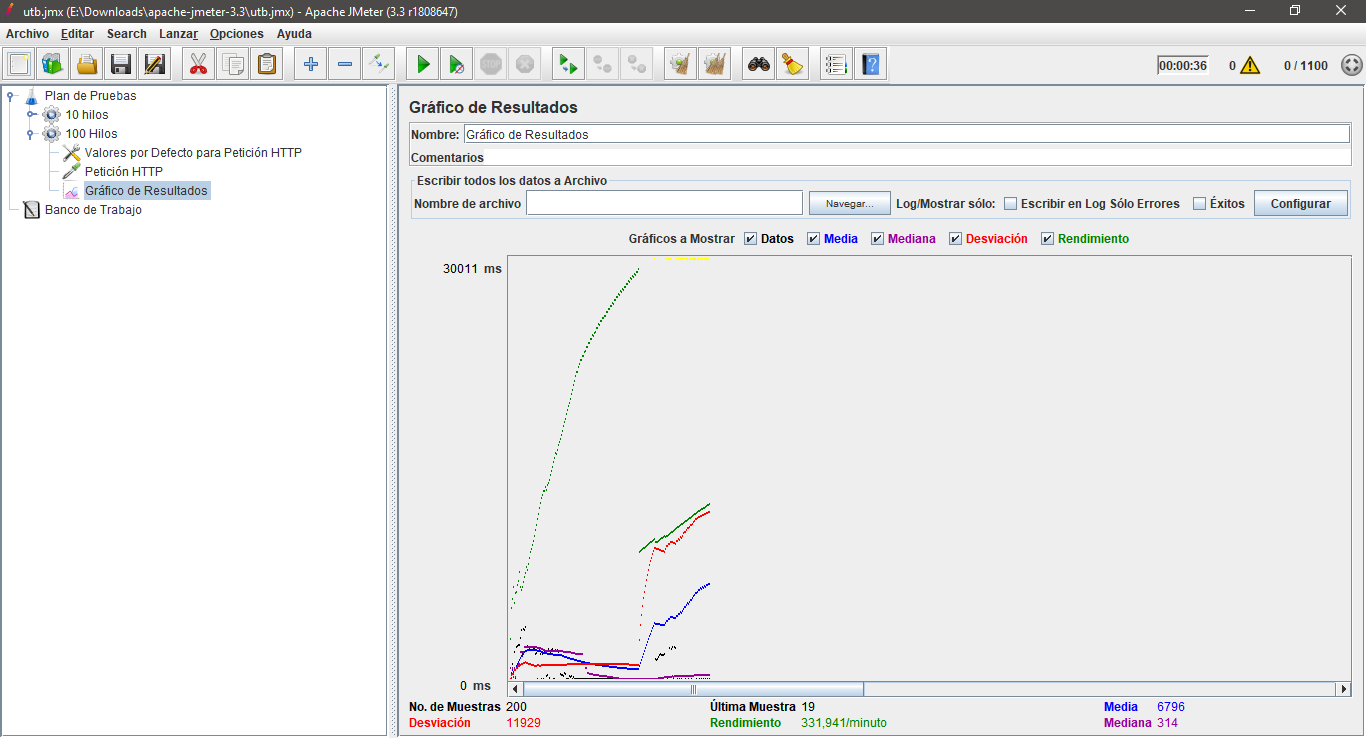 utb.jmx (E:\Downloads\apache-jmeter-3.3\utb.jmx) - Apache JMeter (3.3 r1808647)
Archivo Editar Search Lanzar Opciones Ayuda
STOP 00:00:36 0 0 / 1100
Plan de Pruebas
10 hilos
100 Hilos
Valores por Defecto para Petición HTTP
Petición HTTP
Gráfico de Resultados
Banco de Trabajo
Gráfico de Resultados
Nombre: Gráfico de Resultados
Comentarios
Escribir todos los datos a Archivo
Nombre de archivo Navegar... Log/Mostrar sólo: Escribir en Log Sólo Errores Éxitos Configurar
Gráficos a Mostrar Datos Media Mediana Desviación Rendimiento
30011 ms
0 ms
No. de Muestras 200 Última Muestra 19 Media 6796
Desviación 11929 Rendimiento 331,941/minuto Mediana 314